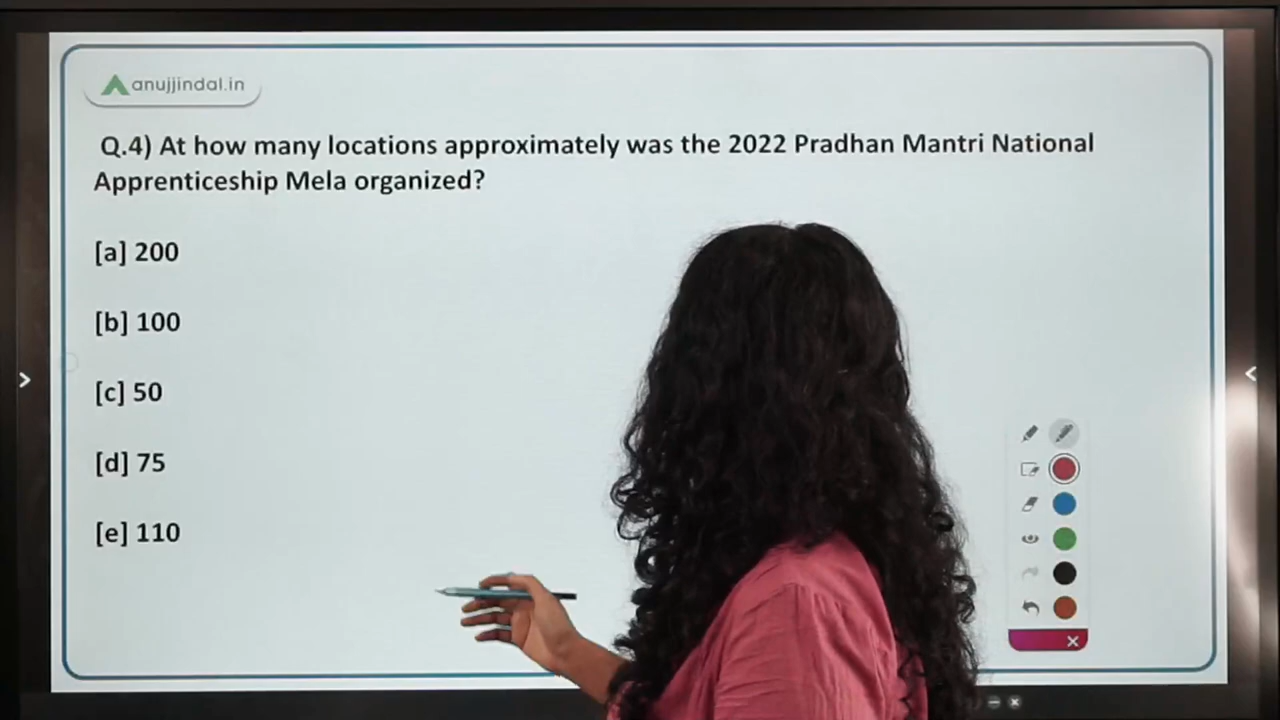 anujjindal.in
Q.4) At how many locations approximately was the 2022 Pradhan Mantri National
Apprenticeship Mela organized?
[a] 200
[b] 100
[c] 50
[d] 75
[e] 110